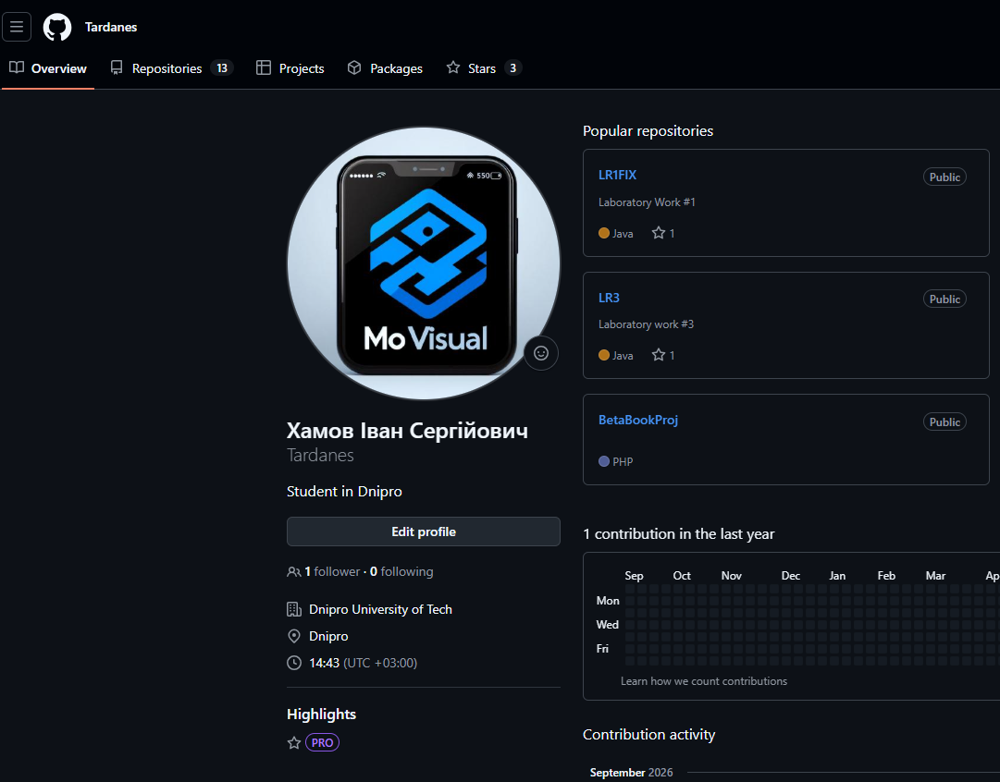 Tardanes
Overview
Repositories 13
Projects
Packages
Stars 3
550
Mo Visual
Хамов Іван Сергійович
Tardanes
Student in Dnipro
Edit profile
1 follower · 0 following
Dnipro University of Tech
Dnipro
14:43 (UTC +03:00)
Highlights
PRO
Popular repositories
LR1FIX
Public
Laboratory Work #1
Java 1
LR3
Public
Laboratory work #3
Java 1
BetaBookProj
Public
PHP
1 contribution in the last year
Sep Oct Nov Dec Jan Feb Mar Ap
Mon
Wed
Fri
Learn how we count contributions
Contribution activity
September 2026